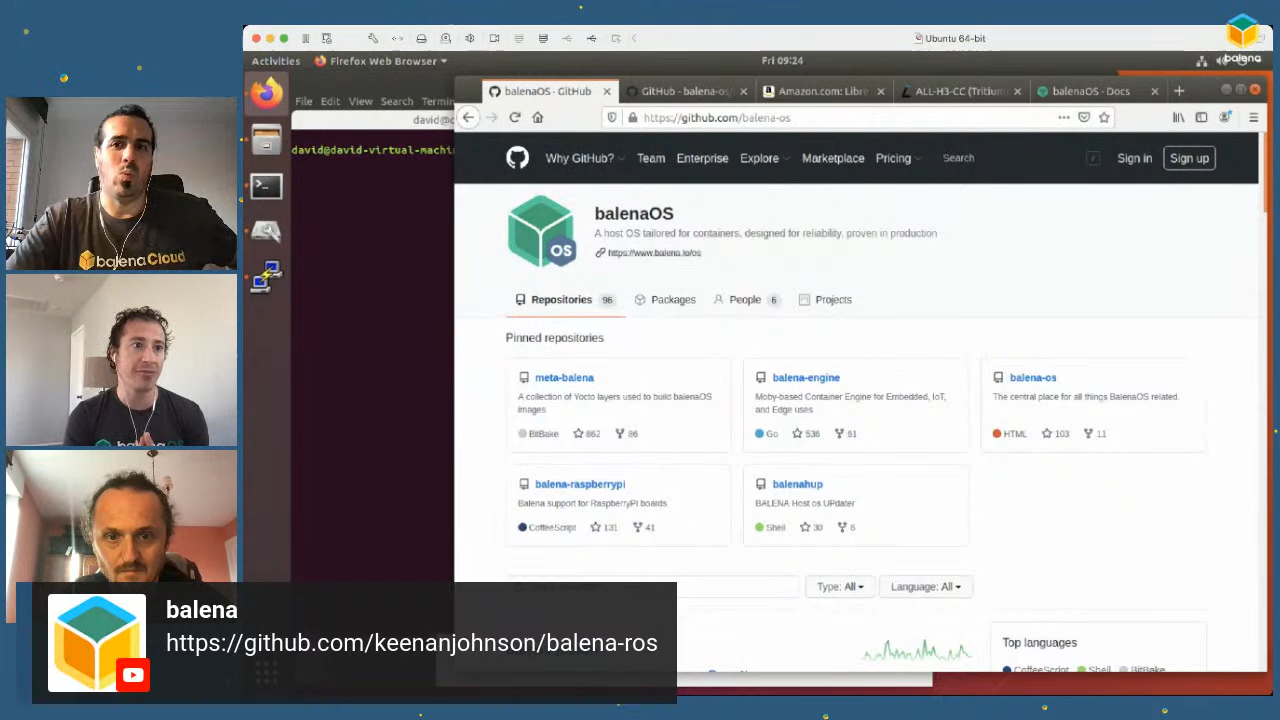 Ubuntu 64-bit
balena
Activities
Firefox Web Browser
Fri 09:24
File Edit View Search Termin
balenaOS · GitHub
GitHub - balena-os/
Amazon.com: Libre
ALL-H3-CC (Tritium
balenaOS - Docs
https://github.com/balena-os
david@d
david@david-virtual-machin
Why GitHub?
Team
Enterprise
Explore
Marketplace
Pricing
Search
/
Sign in
Sign up
balenaOS
A host OS tailored for containers, designed for reliability, proven in production
https://www.balena.io/os
OS
Repositories 96
Packages
People 6
Projects
Pinned repositories
meta-balena
A collection of Yocto layers used to build balenaOS
images
BitBake 862 86
balena-engine
Moby-based Container Engine for Embedded, IoT,
and Edge uses
Go 536 61
balena-os
The central place for all things BalenaOS related.
HTML 103 11
balena-raspberrypi
Balena support for RaspberryPi boards
CoffeeScript 131 41
balenahup
BALENA Host os UPdater
Shell 30 6
Type: All
Language: All
Top languages
CoffeeScript Shell BitBake
balenaCloud
balenaOS
balena
https://github.com/keenanjohnson/balena-ros